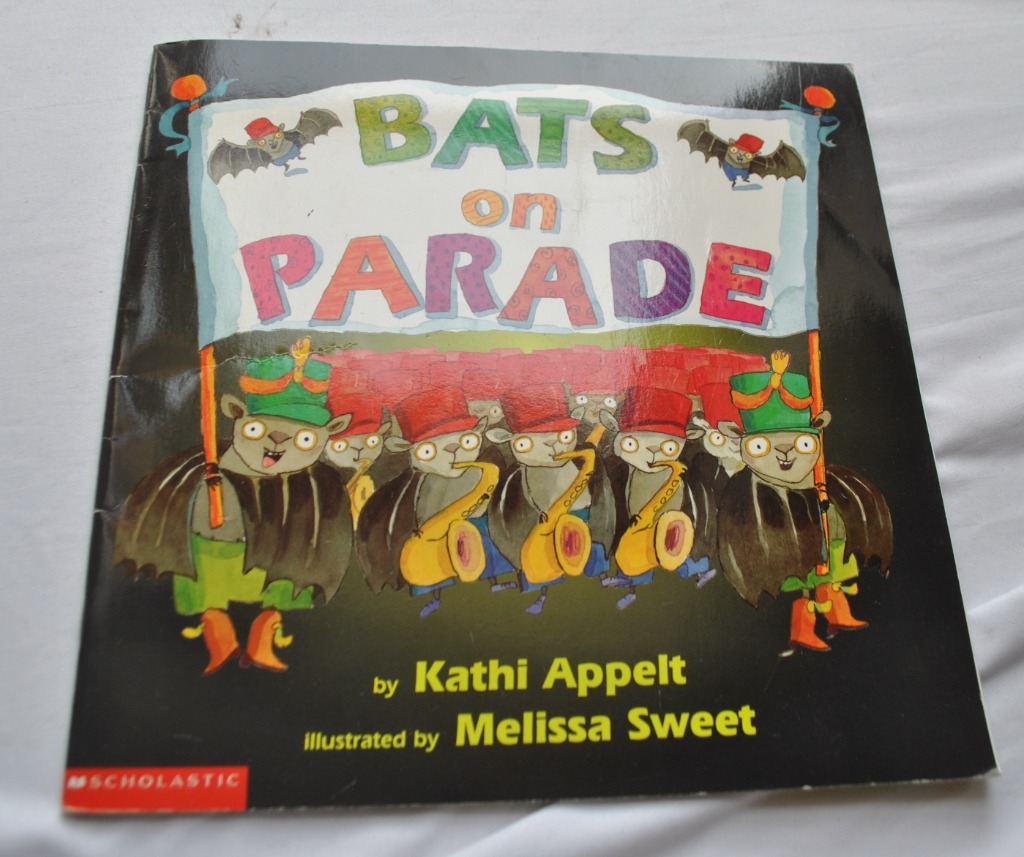 BATS
on
PARADE
by Kathi Appelt
illustrated by Melissa Sweet
SCHOLASTIC